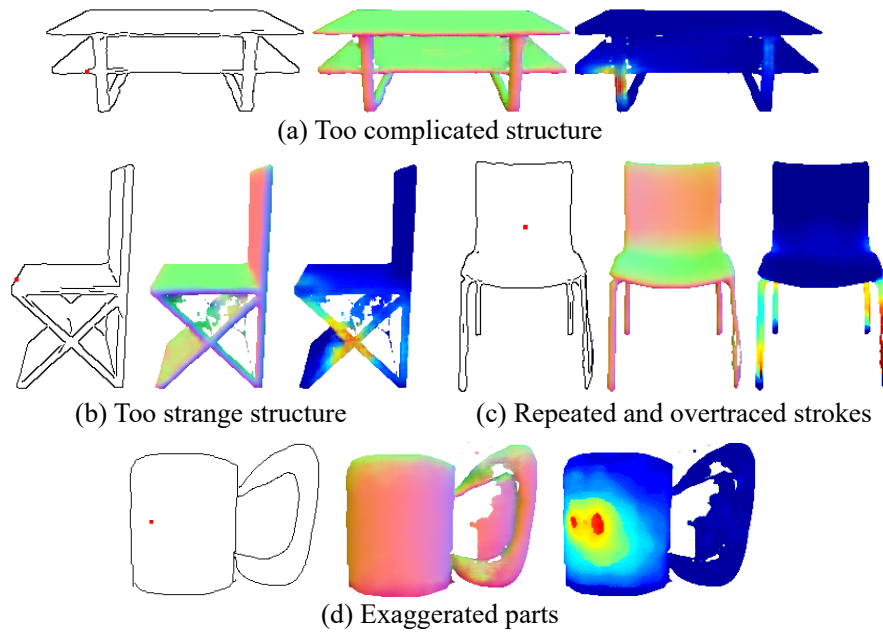 (a) Too complicated structure
(b) Too strange structure
(c) Repeated and overtraced strokes
(d) Exaggerated parts